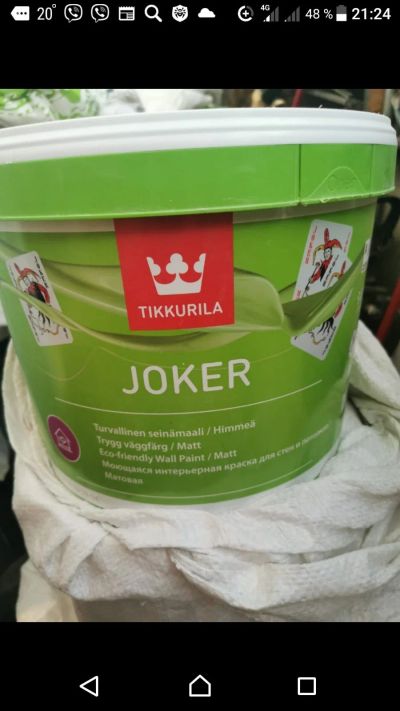 20°
4G
48 %
21:24
TIKKURILA
JOKER
Turvallinen seinämaali / Himmeä
Trygg väggfärg / Matt
Eco-friendly Wall Paint / Matt
Моющаяся интерьерная краска для стен и
Матовая